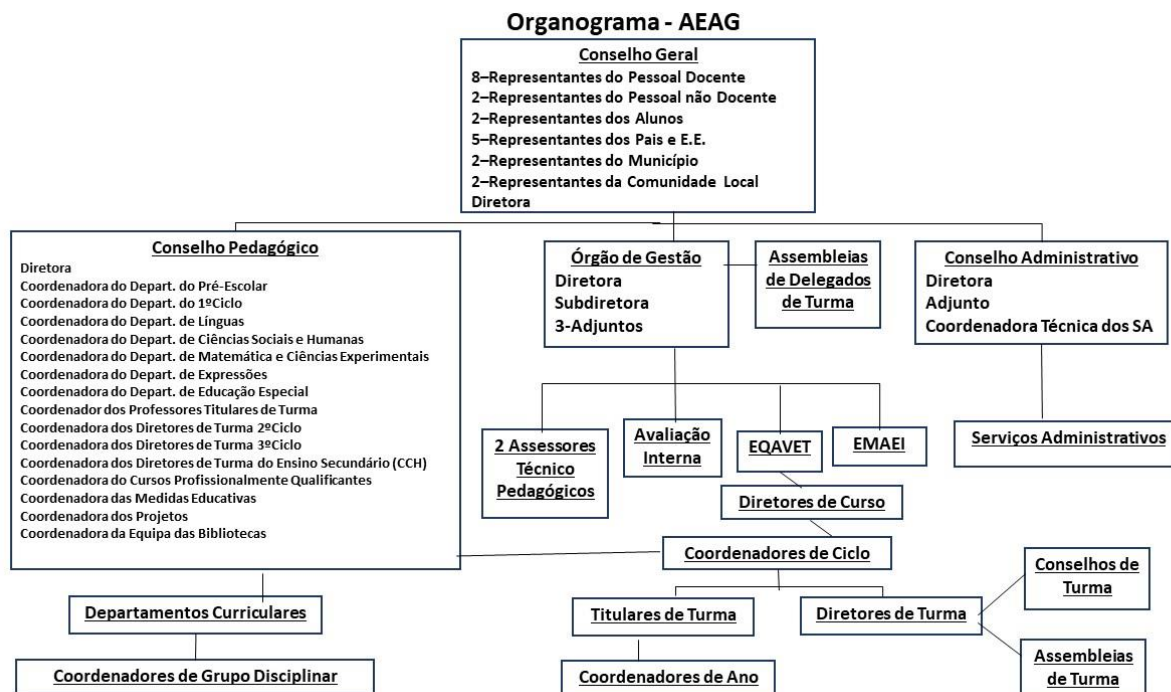 Organograma - AEAG
Conselho Geral
8–Representantes do Pessoal Docente
2–Representantes do Pessoal não Docente
2–Representantes dos Alunos
5–Representantes dos Pais e E.E.
2–Representantes do Município
2–Representantes da Comunidade Local
Diretora
Conselho Pedagógico
Diretora
Coordenadora do Depart. do Pré-Escolar
Coordenadora do Depart. do 1ºCiclo
Coordenadora do Depart. de Línguas
Coordenadora do Depart. de Ciências Sociais e Humanas
Coordenadora do Depart. de Matemática e Ciências Experimentais
Coordenadora do Depart. de Expressões
Coordenadora do Depart. de Educação Especial
Coordenador dos Professores Titulares de Turma
Coordenadora dos Diretores de Turma 2ºCiclo
Coordenadora dos Diretores de Turma 3ºCiclo
Coordenadora dos Diretores de Turma do Ensino Secundário (CCH)
Coordenadora do Cursos Profissionalmente Qualificantes
Coordenadora das Medidas Educativas
Coordenadora dos Projetos
Coordenadora da Equipa das Bibliotecas
Órgão de Gestão
Diretora
Subdiretora
3-Adjuntos
Assembleias
de Delegados
de Turma
Conselho Administrativo
Diretora
Adjunto
Coordenadora Técnica dos SA
2 Assessores
Técnico
Pedagógicos
Avaliação
Interna
EQAVET
EMAEI
Serviços Administrativos
Diretores de Curso
Coordenadores de Ciclo
Departamentos Curriculares
Titulares de Turma
Diretores de Turma
Conselhos de
Turma
Coordenadores de Grupo Disciplinar
Coordenadores de Ano
Assembleias
de Turma